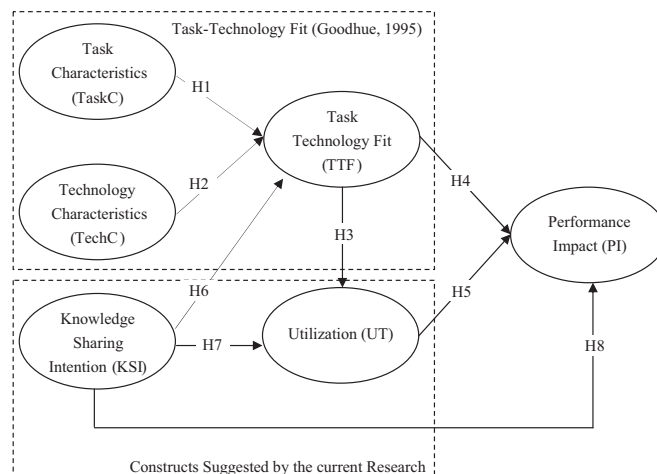 Task-Technology Fit (Goodhue, 1995)
Task
Characteristics
(TaskC)
H1
Task
Technology Fit
(TTF)
Technology
Characteristics
(TechC)
H2
H4
H3
Performance
Impact (PI)
H6
H5
Knowledge
Sharing
Intention (KSI)
H7
Utilization (UT)
H8
Constructs Suggested by the current Research